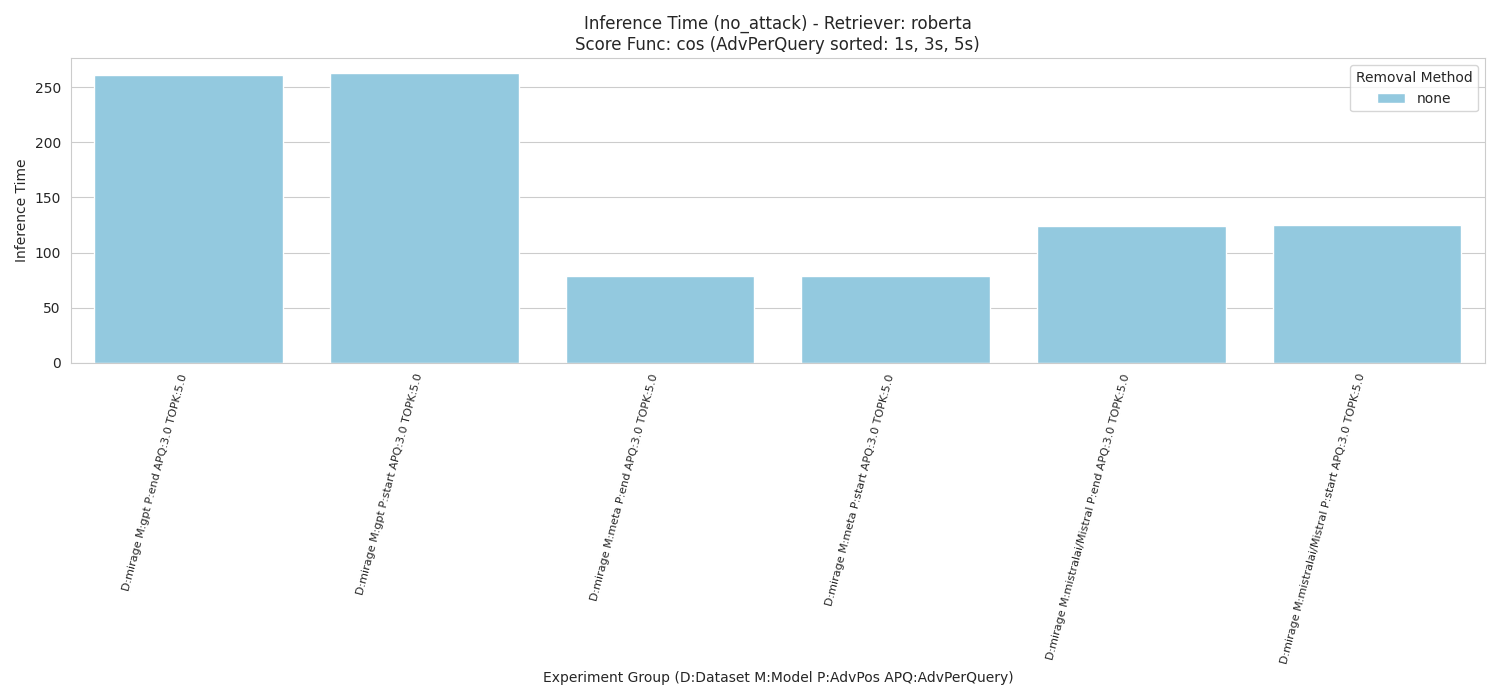 Inference Time (no_attack) - Retriever: roberta
Score Func: cos (AdvPerQuery sorted: 1s, 3s, 5s)
Removal Method
none
Inference Time
250
200
150
100
50
0
D:mirage M:gpt P:end APQ:3.0 TOPK:5.0
D:mirage M:gpt P:start APQ:3.0 TOPK:5.0
D:mirage M:meta P:end APQ:3.0 TOPK:5.0
D:mirage M:meta P:start APQ:3.0 TOPK:5.0
D:mirage M:mistralai/Mistral P:end APQ:3.0 TOPK:5.0
D:mirage M:mistralai/Mistral P:start APQ:3.0 TOPK:5.0
Experiment Group (D:Dataset M:Model P:AdvPos APQ:AdvPerQuery)